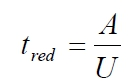 t_red = A/U